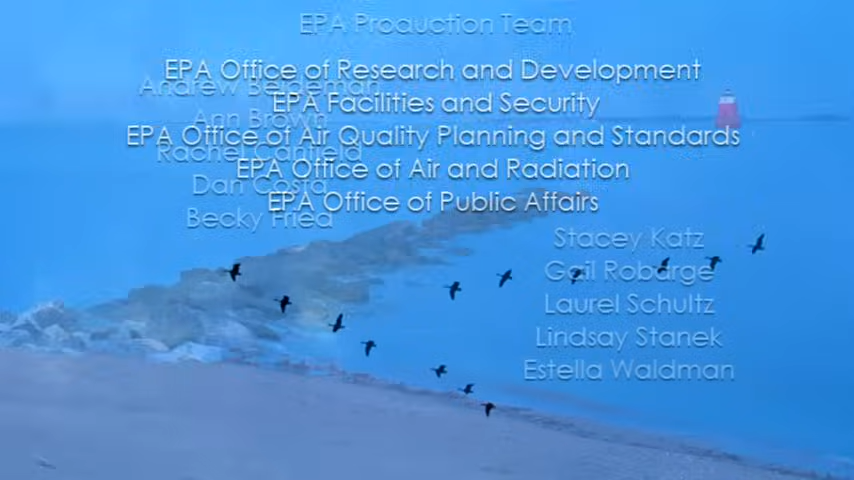 EPA Production Team
EPA Office of Research and Development
Andrew Bergeman
EPA Facilities and Security
Ann Brown
EPA Office of Air Quality Planning and Standards
Rachel Canfield
EPA Office of Air and Radiation
Dan Costa
EPA Office of Public Affairs
Becky Fried
Stacey Katz
Gail Robarge
Laurel Schultz
Lindsay Stanek
Estella Waldman